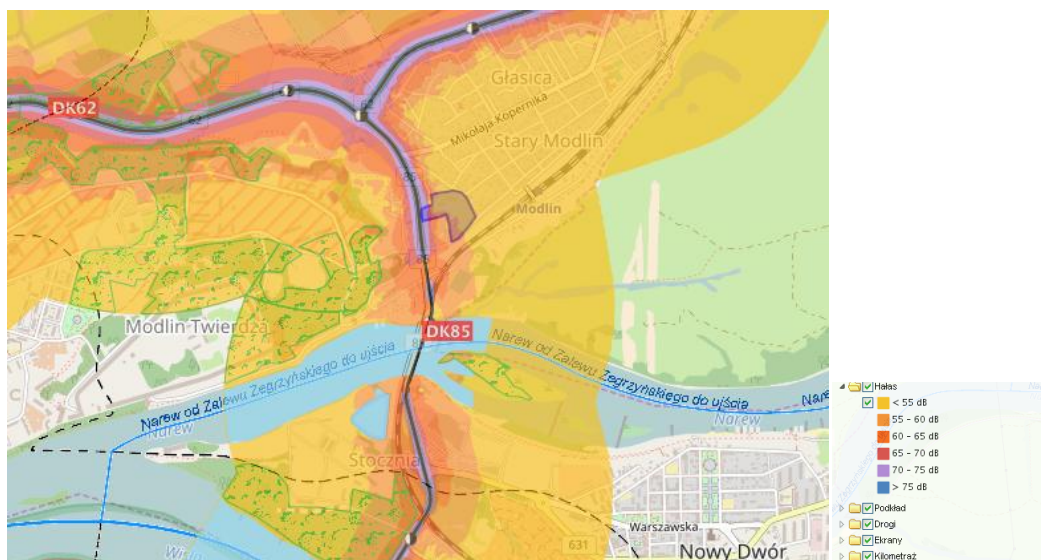 Głasica
DK62
62
Mikołaja Kopernika
Stary Modlin
Modlin
85
Modlin Twierdza
DK85
Narew od Zalewu Zegrzyńskiego do ujścia
Narew od Zalewu Zegrzyńskiego do ujścia
Narew
Narew
Stocznia
Warszawska
631
Nowy Dwór
Hałas
< 55 dB
55 - 60 dB
60 - 65 dB
65 - 70 dB
70 - 75 dB
> 75 dB
Podkład
Drogi
Ekrany
Kilometraż